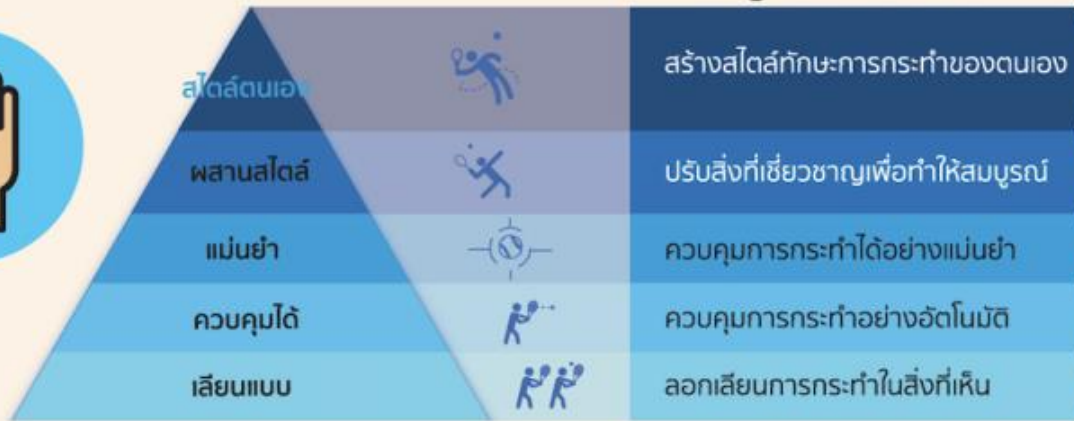 สไตล์ตนเอง
สร้างสไตล์ทักษะการกระทำของตนเอง
ผสานสไตล์
ปรับสิ่งที่เชี่ยวชาญเพื่อทำให้สมบูรณ์
แม่นยำ
ควบคุมการกระทำได้อย่างแม่นยำ
ควบคุมได้
ควบคุมการกระทำอย่างอัตโนมัติ
เลียนแบบ
ลอกเลียนการกระทำในสิ่งที่เห็น